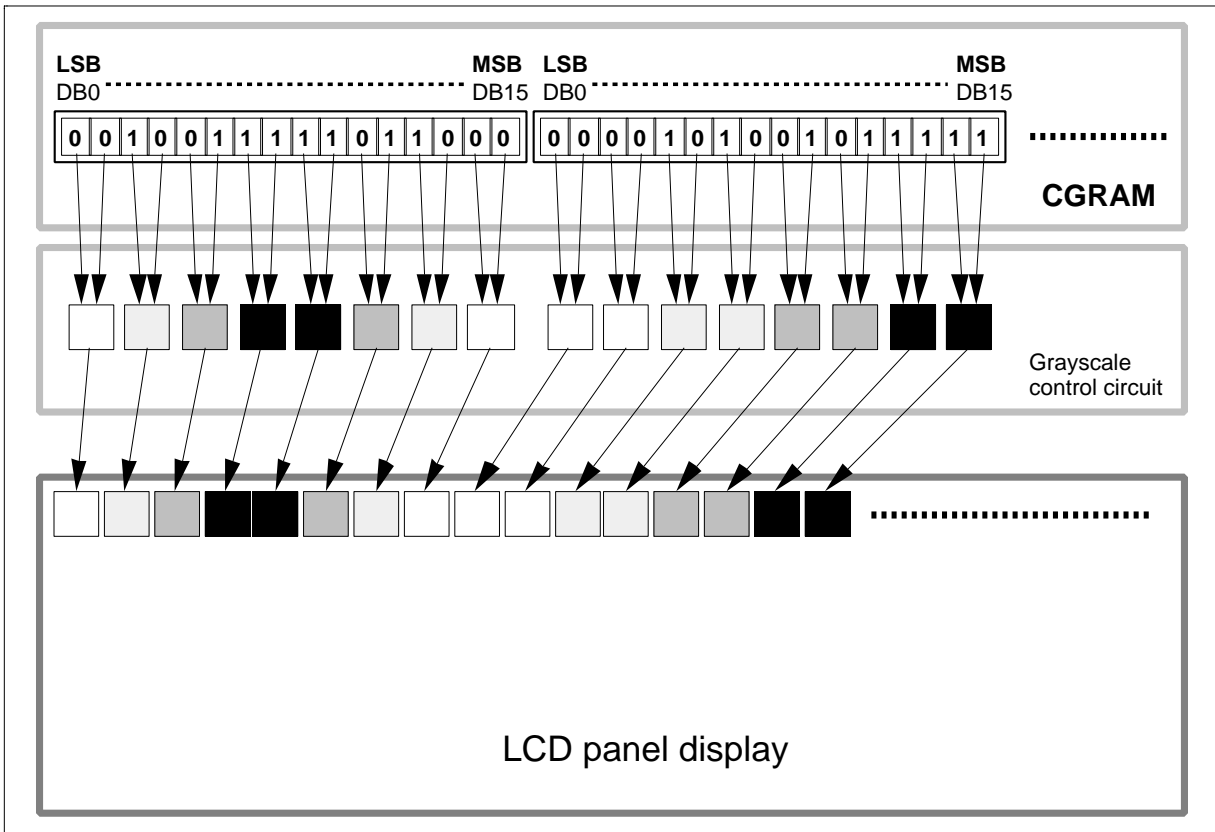 LSB MSB LSB MSB
DB0 DB15 DB0 DB15
0 0 1 0 0 1 1 1 1 1 0 1 1 0 0 0 0 0 0 0 1 0 1 0 0 1 0 1 1 1 1 1
CGRAM
Grayscale
control circuit
LCD panel display